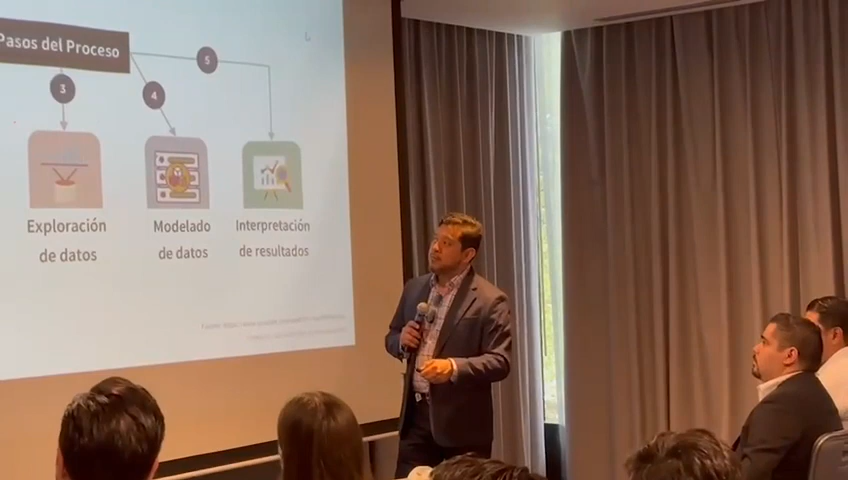 Pasos del Proceso
5
3
4
Exploración
de datos
Modelado
de datos
Interpretación
de resultados